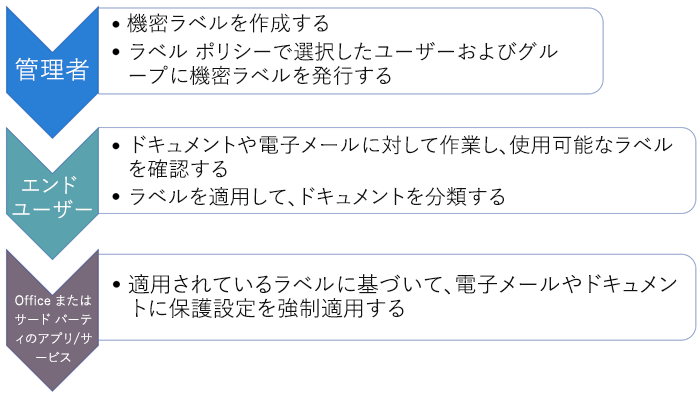 管理者
• 機密ラベルを作成する
• ラベル ポリシーで選択したユーザーおよびグル
ープに機密ラベルを発行する
エンド
ユーザー
• ドキュメントや電子メールに対して作業し、使用可能なラベル
を確認する
• ラベルを適用して、ドキュメントを分類する
Office または
サード パーテ
ィのアプリ/サ
ービス
• 適用されているラベルに基づいて、電子メールやドキュメン
トに保護設定を強制適用する